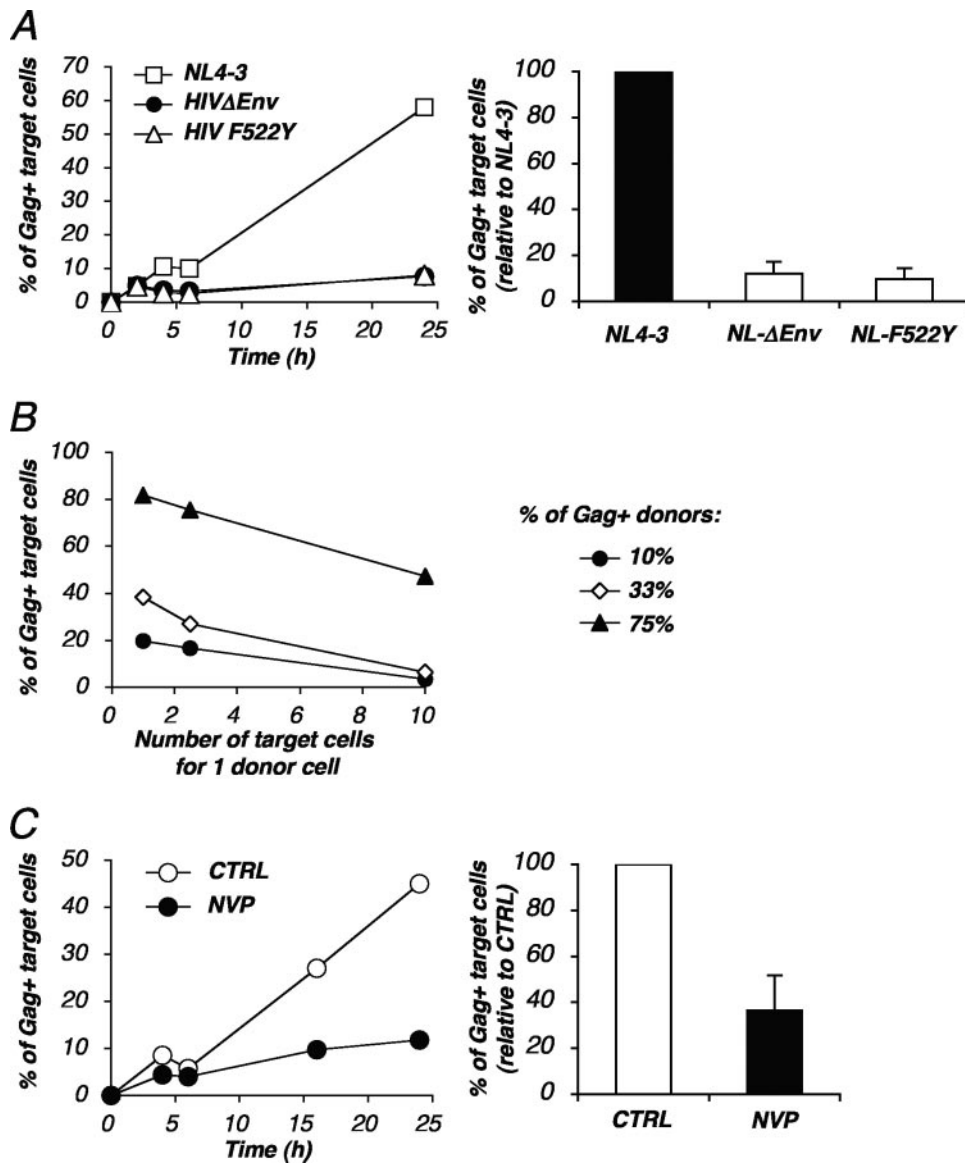 A
% of Gag+ target cells
70
60
50
40
30
20
10
0
NL4-3
HIVΔEnv
HIV F522Y
0 5 10 15 20 25
Time (h)
% of Gag+ target cells
(relative to NL4-3)
100
80
60
40
20
0
NL4-3 NL-ΔEnv NL-F522Y
B
% of Gag+ target cells
100
80
60
40
20
0
0 2 4 6 8 10
Number of target cells
for 1 donor cell
% of Gag+ donors:
10%
33%
75%
C
% of Gag+ target cells
50
40
30
20
10
0
CTRL
NVP
0 5 10 15 20 25
Time (h)
% of Gag+ target cells
(relative to CTRL)
100
80
60
40
20
0
CTRL NVP